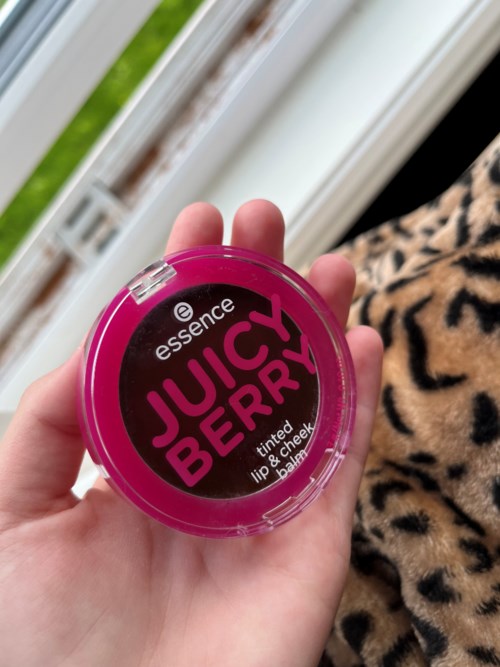 e
essence
JUICY
BERRY
tinted
lip & cheek
balm